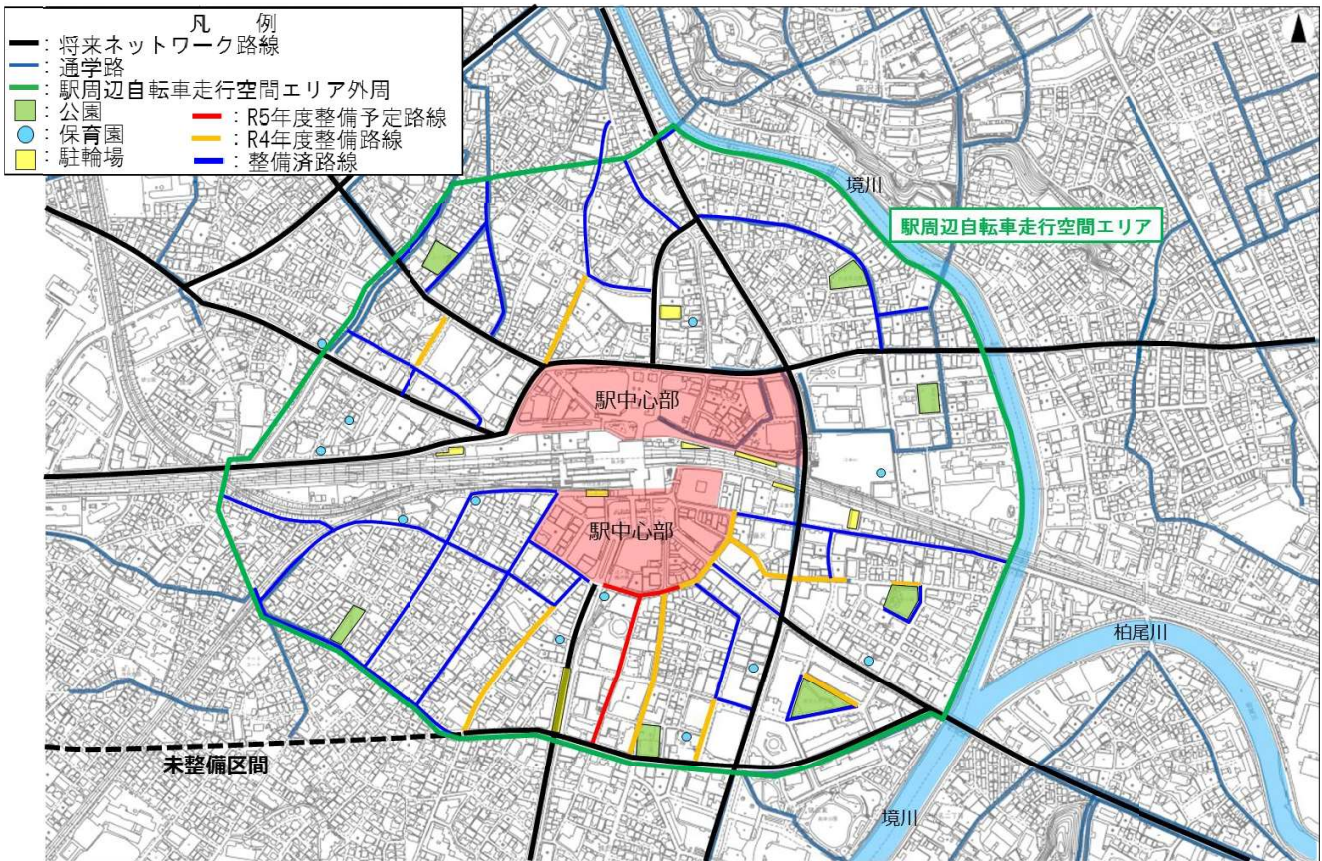 凡 例
: 将来ネットワーク路線
: 通学路
: 駅周辺自転車走行空間エリア外周
: 公園
: R5年度整備予定路線
: 保育園
: R4年度整備路線
: 駐輪場
: 整備済路線
境川
駅周辺自転車走行空間エリア
駅中心部
駅中心部
柏尾川
未整備区間
境川